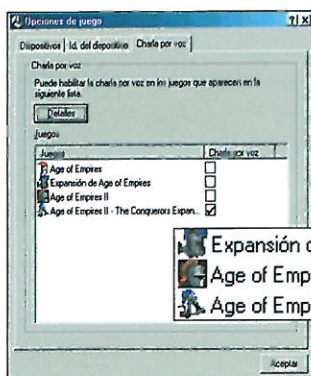 Opciones de juego
Dispositivos Id. del dispositivo Charla por voz
Charla por voz
Puede habilitar la charla por voz en los juegos que aparecen en la
siguiente lista.
Detalles
Juegos
Juegos Charla por voz
Age of Empires
Expansión de Age of Empires
Age of Empires II
Age of Empires II - The Conquerors Expan...
Expansión d
Age of Emp
Age of Emp
Aceptar